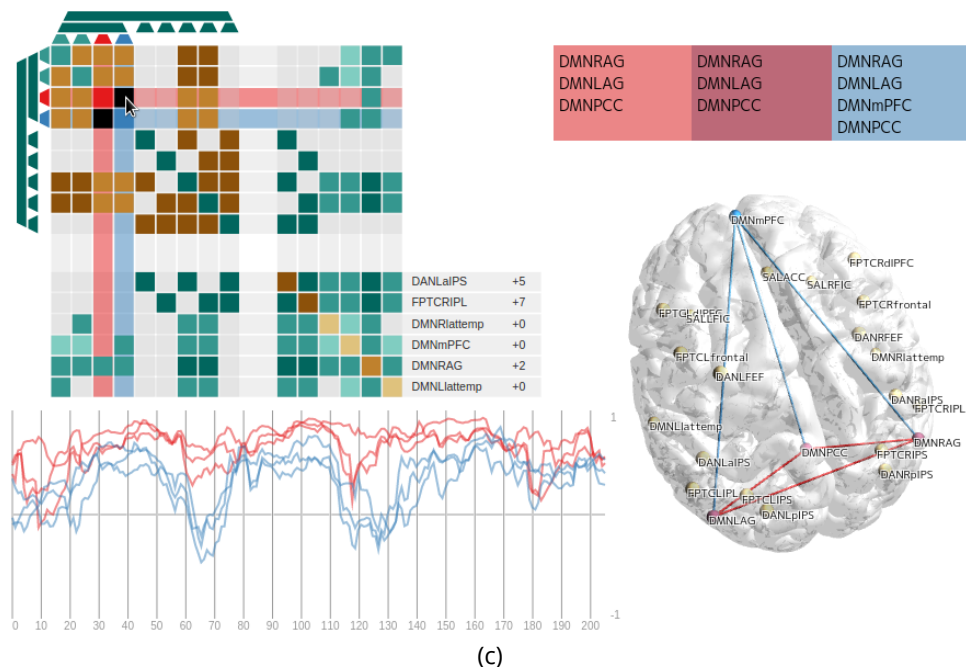 DMNRAG
DMNLAG
DMNPCC
DMNRAG
DMNLAG
DMNPCC
DMNRAG
DMNLAG
DMNmPFC
DMNPCC
DMNmPFC
SALACC
SALRFIC
FPTCRdlPFC
FPTCRfrontal
SALLFIC
DANRFEF
DMNRlattemp
FPTCLfrontal
DANLFEF
DANRaIPS
FPTCRIPL
DMNLlattemp
DMNRAG
DMNPCC
FPTCRIPS
DANLaIPS
DANRpIPS
FPTCLIPL
FPTCLIPS
DMNLAG
DANLpIPS
DANLaIPS +5
FPTCRIPL +7
DMNRlattemp +0
DMNmPFC +0
DMNRAG +2
DMNLlattemp +0
1
-1
0 10 20 30 40 50 60 70 80 90 100 110 120 130 140 150 160 170 180 190 200
(c)